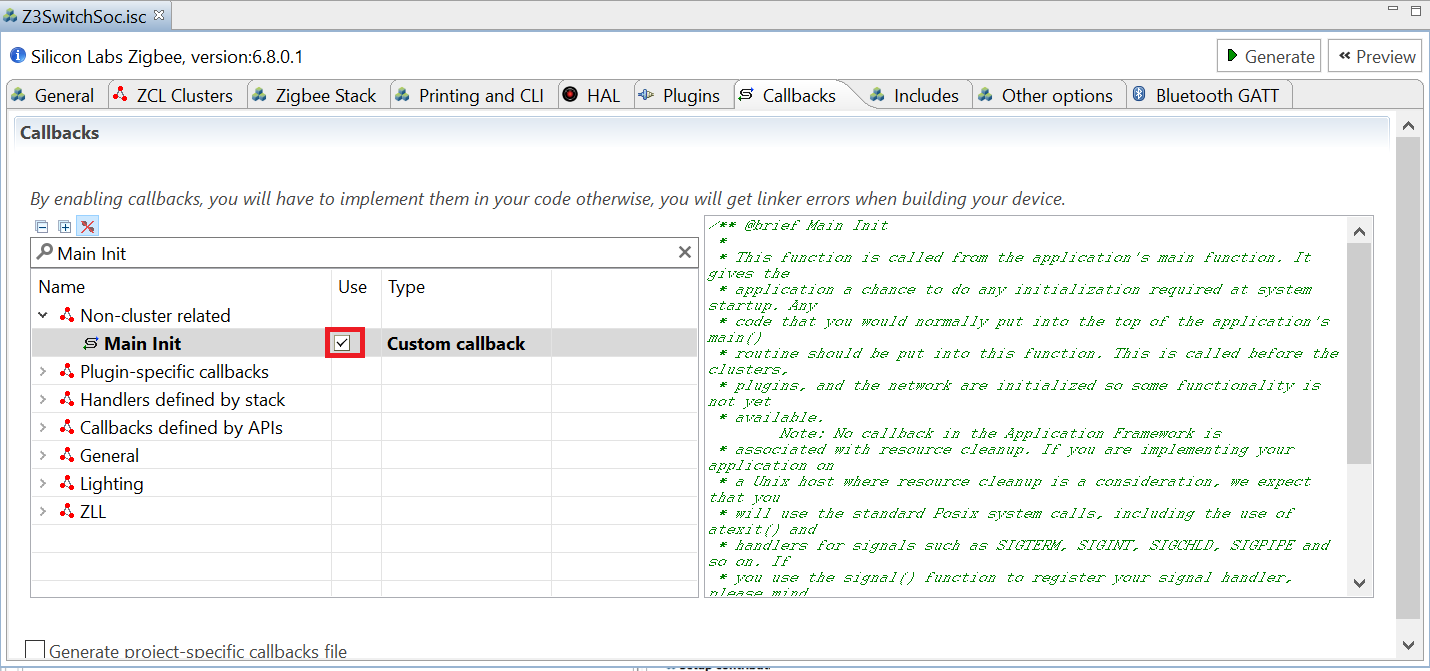 Z3SwitchSoc.isc
Silicon Labs Zigbee, version:6.8.0.1
Generate
Preview
General
ZCL Clusters
Zigbee Stack
Printing and CLI
HAL
Plugins
Callbacks
Includes
Other options
Bluetooth GATT
Callbacks
By enabling callbacks, you will have to implement them in your code otherwise, you will get linker errors when building your device.
Main Init
Name Use Type
Non-cluster related
Main Init Custom callback
Plugin-specific callbacks
Handlers defined by stack
Callbacks defined by APIs
General
Lighting
ZLL
/** @brief Main Init
*
* This function is called from the application's main function. It
gives the
* application a chance to do any initialization required at system
startup. Any
* code that you would normally put into the top of the application's
main()
* routine should be put into this function. This is called before the
clusters,
* plugins, and the network are initialized so some functionality is
not yet
* available.
Note: No callback in the Application Framework is
* associated with resource cleanup. If you are implementing your
application on
* a Unix host where resource cleanup is a consideration, we expect
that you
* will use the standard Posix system calls, including the use of
atexit() and
* handlers for signals such as SIGTERM, SIGINT, SIGCHLD, SIGPIPE and
so on. If
* you use the signal() function to register your signal handler,
please mind
Generate project-specific callbacks file